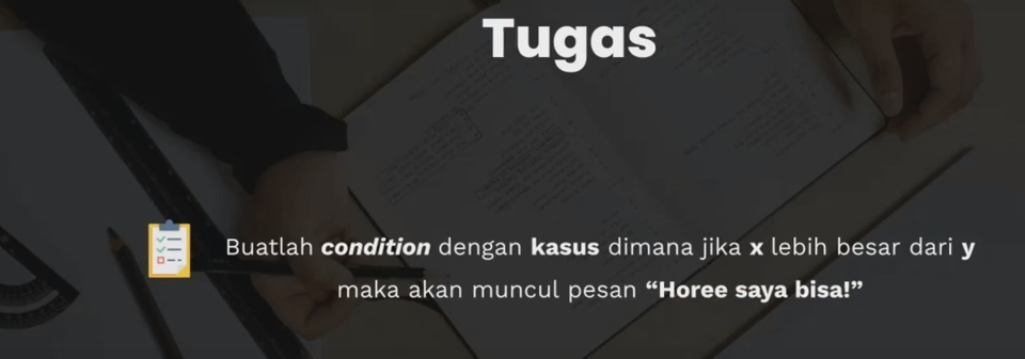 Tugas
Buatlah condition dengan kasus dimana jika x lebih besar dari y
maka akan muncul pesan “Horee saya bisa!”